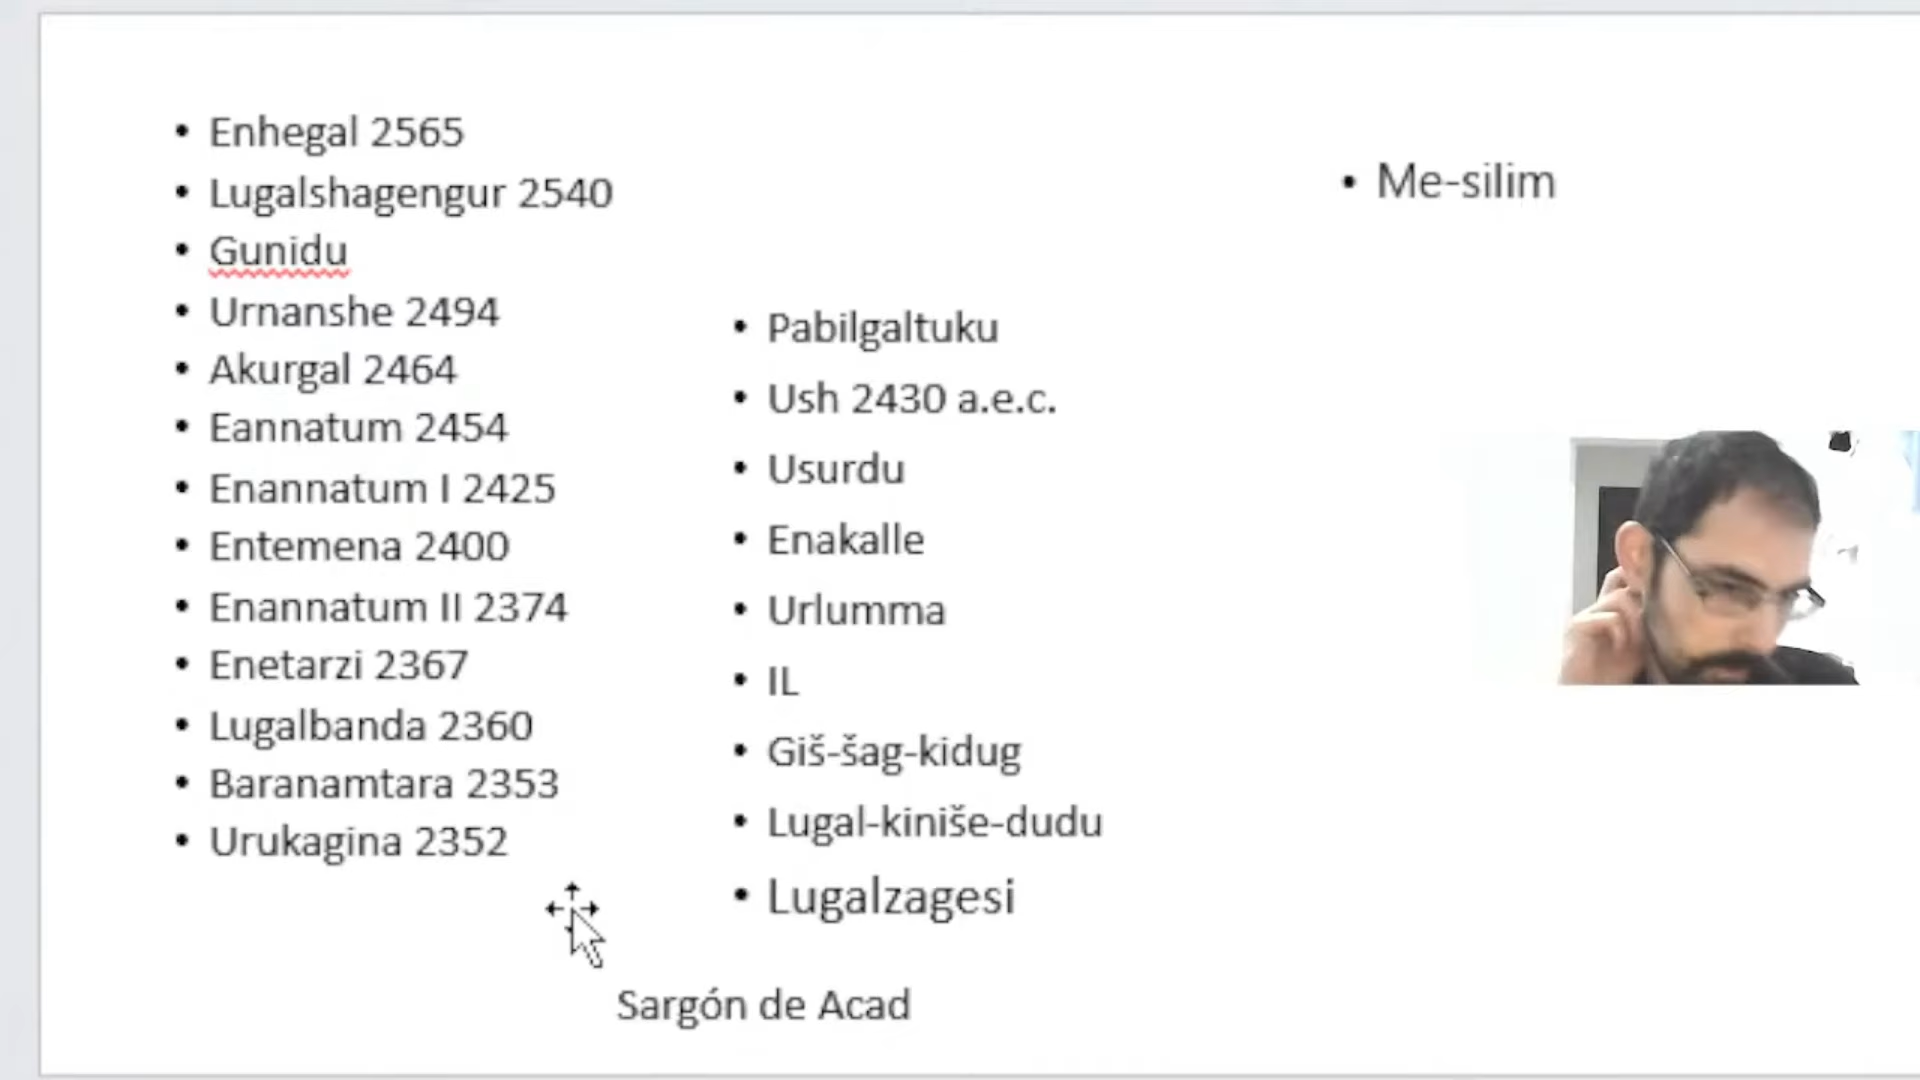 • Enhegal 2565
• Lugalshagengur 2540
• Gunidu
• Urnanshe 2494
• Akurgal 2464
• Eannatum 2454
• Enannatum I 2425
• Entemena 2400
• Enannatum II 2374
• Enetarzi 2367
• Lugalbanda 2360
• Baranamtara 2353
• Urukagina 2352
• Pabilgaltuku
• Ush 2430 a.e.c.
• Usurdu
• Enakalle
• Urlumma
• IL
• Giš-šag-kidug
• Lugal-kiniše-dudu
• Lugalzagesi
• Me-silim
Sargón de Acad